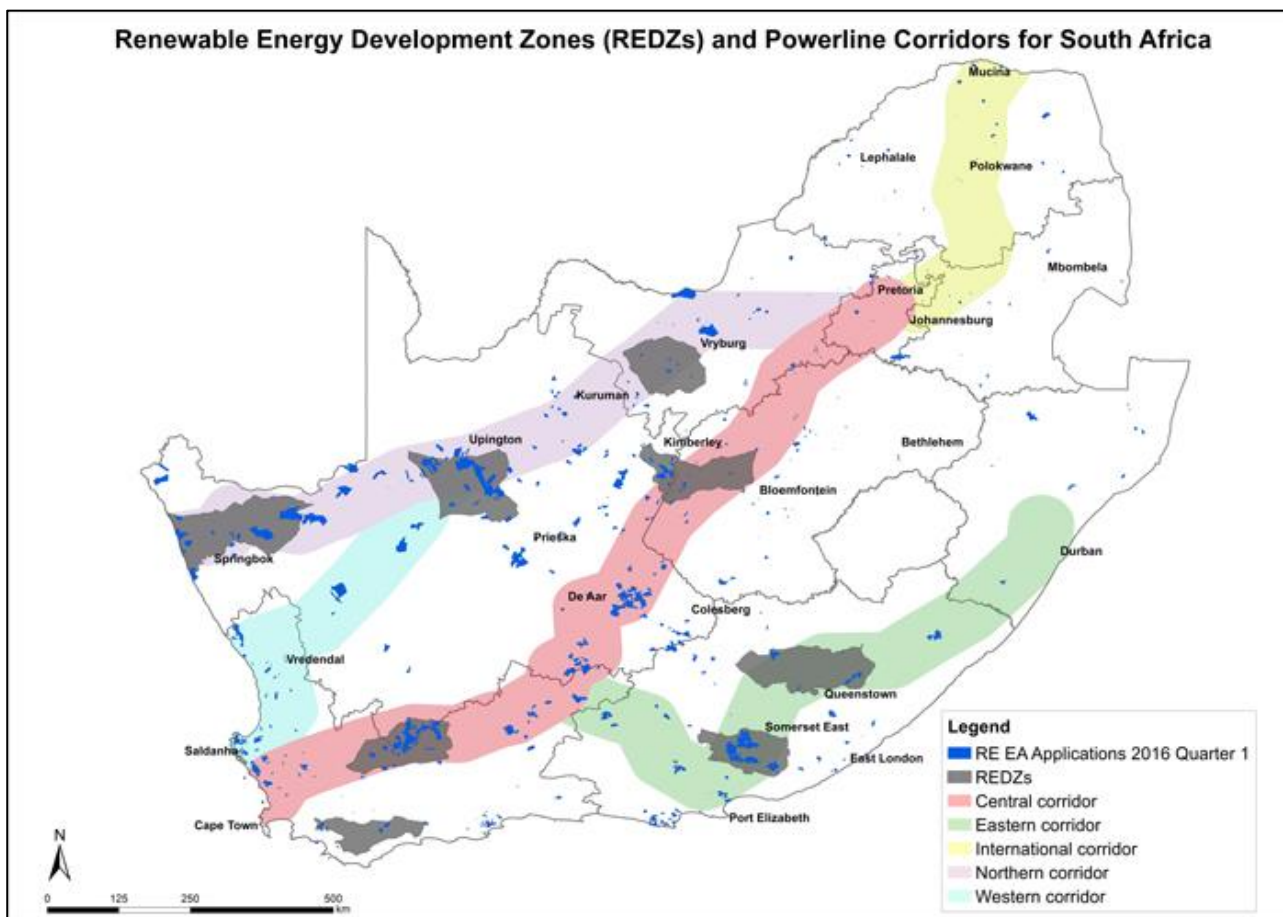 Renewable Energy Development Zones (REDZs) and Powerline Corridors for South Africa
Mucina
Lephalale
Polokwane
Mbombela
Pretoria
Johannesburg
Vryburg
Kuruman
Upington
Kimberley
Bethlehem
Bloemfontein
Prieska
Springbok
Durban
De Aar
Colesberg
Vredendal
Queenstown
Somerset East
Saldanha
East London
Port Elizabeth
Cape Town
Legend
RE EA Applications 2016 Quarter 1
REDZs
Central corridor
Eastern corridor
International corridor
Northern corridor
Western corridor
N
0 125 250 500
km